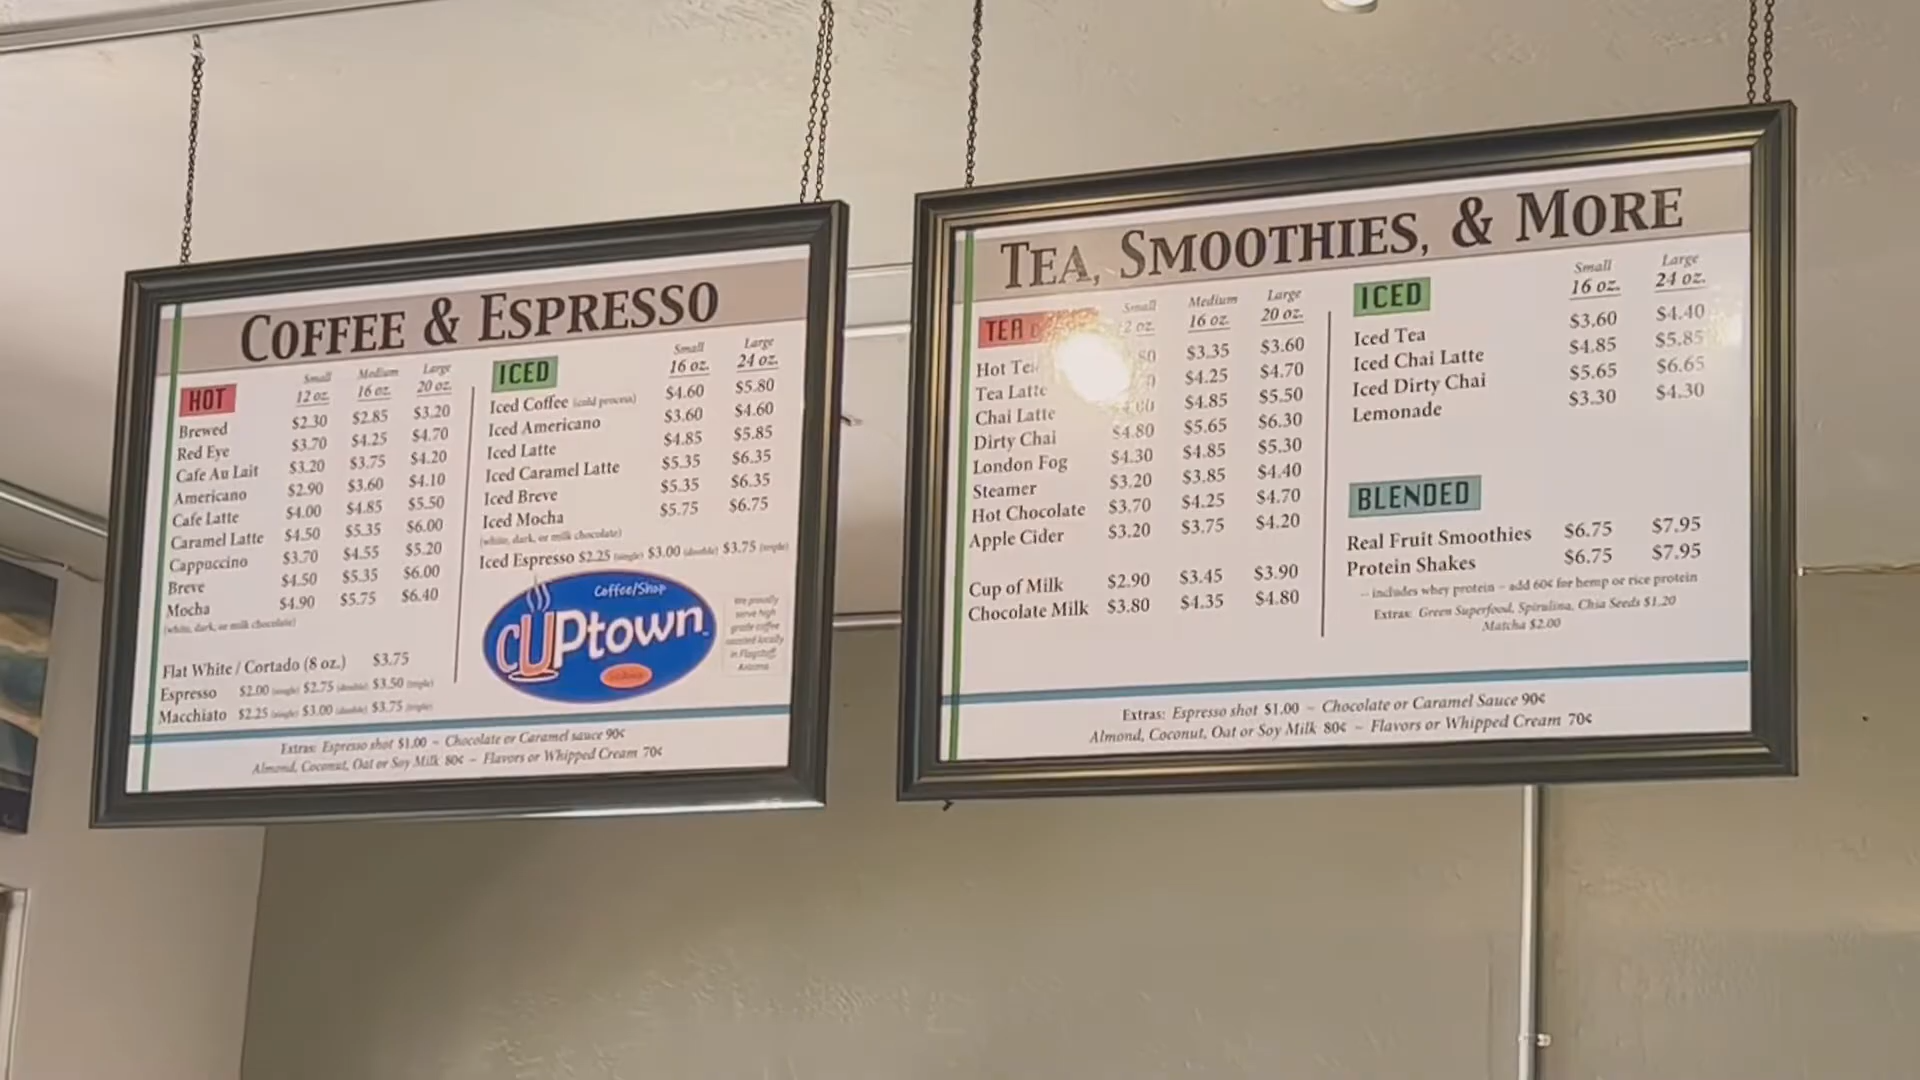 COFFEE & ESPRESSO
HOT
Small Medium Large
12 oz. 16 oz. 20 oz.
Brewed $2.30 $2.85 $3.20
Red Eye $3.70 $4.25 $4.70
Cafe Au Lait $3.20 $3.75 $4.20
Americano $2.90 $3.60 $4.10
Cafe Latte $4.00 $4.85 $5.50
Caramel Latte $4.50 $5.35 $6.00
Cappuccino $3.70 $4.55 $5.20
Breve $4.50 $5.35 $6.00
Mocha $4.90 $5.75 $6.40
(white, dark, or milk chocolate)
Flat White / Cortado (8 oz.) $3.75
Espresso $2.00 (single) $2.75 (double) $3.50 (triple)
Macchiato $2.25 (single) $3.00 (double) $3.75 (triple)
ICED
Small Large
16 oz. 24 oz.
Iced Coffee (cold process) $4.60 $5.80
Iced Americano $3.60 $4.60
Iced Latte $4.85 $5.85
Iced Caramel Latte $5.35 $6.35
Iced Breve $5.35 $6.35
Iced Mocha $5.75 $6.75
(white, dark, or milk chocolate)
Iced Espresso $2.25 (single) $3.00 (double) $3.75 (triple)
Coffee/Shop
CUPtown
We proudly
serve high
grade coffee
roasted locally
in Flagstaff,
Arizona
Extras: Espresso shot $1.00 ~ Chocolate or Caramel sauce 90¢
Almond, Coconut, Oat or Soy Milk 80¢ ~ Flavors or Whipped Cream 70¢
TEA, SMOOTHIES, & MORE
TEA
Small Medium Large
oz. 16 oz. 20 oz.
Hot $3.35 $3.60
Tea Latte $4.25 $4.70
Chai Latte $4.85 $5.50
Dirty Chai $4.80 $5.65 $6.30
London Fog $4.30 $4.85 $5.30
Steamer $3.20 $3.85 $4.40
Hot Chocolate $3.70 $4.25 $4.70
Apple Cider $3.20 $3.75 $4.20
Cup of Milk $2.90 $3.45 $3.90
Chocolate Milk $3.80 $4.35 $4.80
ICED
Small Large
16 oz. 24 oz.
Iced Tea $3.60 $4.40
Iced Chai Latte $4.85 $5.85
Iced Dirty Chai $5.65 $6.65
Lemonade $3.30 $4.30
BLENDED
Real Fruit Smoothies $6.75 $7.95
Protein Shakes $6.75 $7.95
~ includes whey protein ~ add 60¢ for hemp or rice protein
Extras: Green Superfood, Spirulina, Chia Seeds $1.20
Matcha $2.00
Extras: Espresso shot $1.00 ~ Chocolate or Caramel Sauce 90¢
Almond, Coconut, Oat or Soy Milk 80¢ ~ Flavors or Whipped Cream 70¢